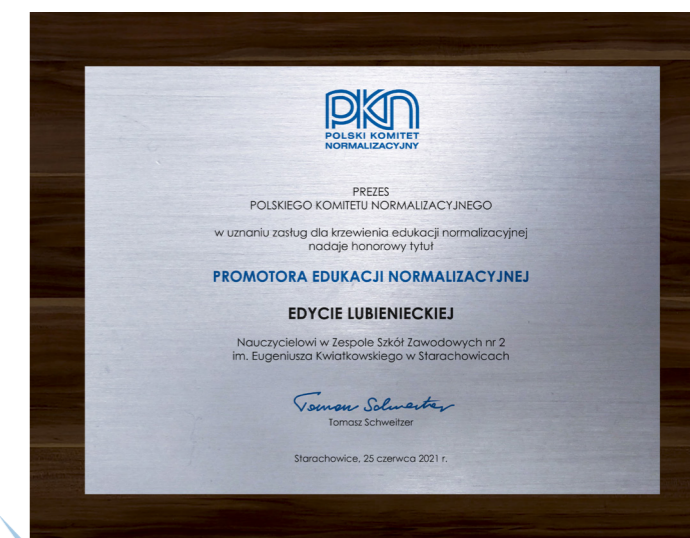 PKN
POLSKI KOMITET
NORMALIZACYJNY
PREZES
POLSKIEGO KOMITETU NORMALIZACYJNEGO
w uznaniu zasług dla krzewienia edukacji normalizacyjnej
nadaje honorowy tytuł
PROMOTORA EDUKACJI NORMALIZACYJNEJ
EDYCIE LUBIENIECKIEJ
Nauczycielowi w Zespole Szkół Zawodowych nr 2
im. Eugeniusza Kwiatkowskiego w Starachowicach
Tomasz Schweitzer
Tomasz Schweitzer
Starachowice, 25 czerwca 2021 r.